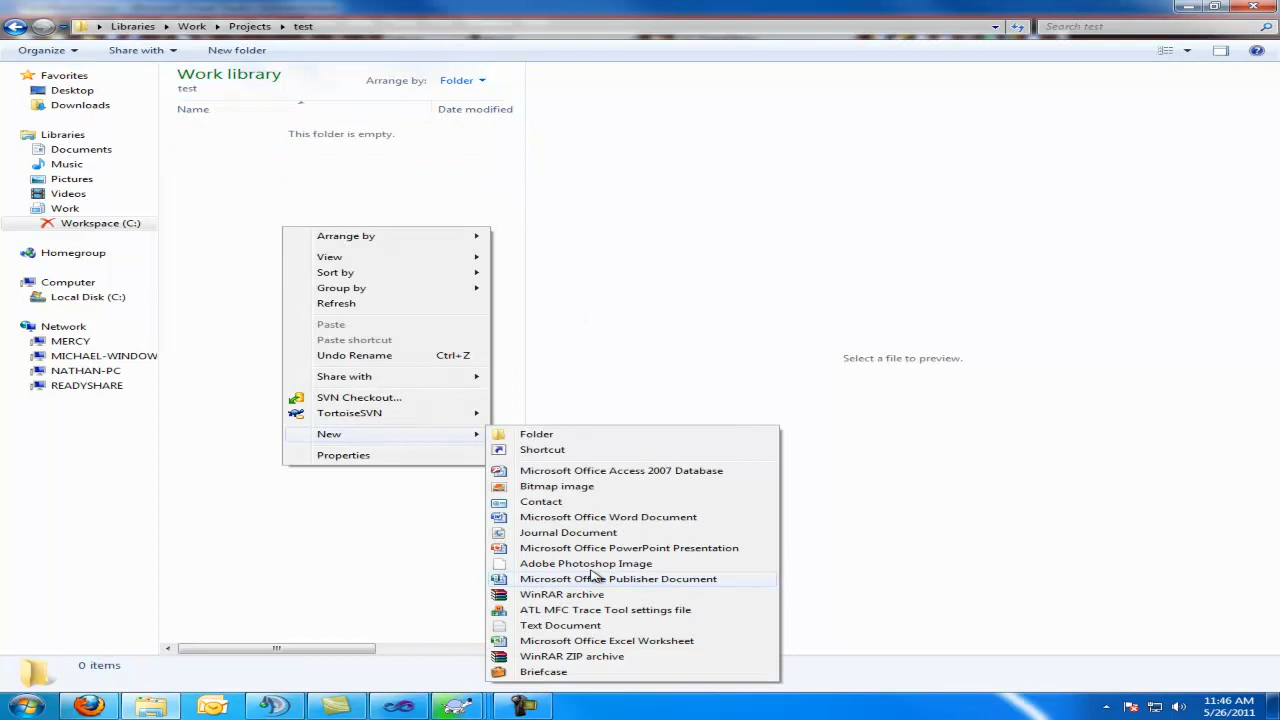 Libraries Work Projects test Search test
Organize Share with New folder
Favorites
Desktop
Downloads
Libraries
Documents
Music
Pictures
Videos
Work
Workspace (C:)
Homegroup
Computer
Local Disk (C:)
Network
MERCY
MICHAEL-WINDOW
NATHAN-PC
READYSHARE
Work library
test
Arrange by: Folder
Name Date modified
This folder is empty.
Arrange by
View
Sort by
Group by
Refresh
Paste
Paste shortcut
Undo Rename Ctrl+Z
Share with
SVN Checkout...
TortoiseSVN
New
Properties
Folder
Shortcut
Microsoft Office Access 2007 Database
Bitmap image
Contact
Microsoft Office Word Document
Journal Document
Microsoft Office PowerPoint Presentation
Adobe Photoshop Image
Microsoft Office Publisher Document
WinRAR archive
ATL MFC Trace Tool settings file
Text Document
Microsoft Office Excel Worksheet
WinRAR ZIP archive
Briefcase
Select a file to preview.
0 items
11:46 AM
5/26/2011